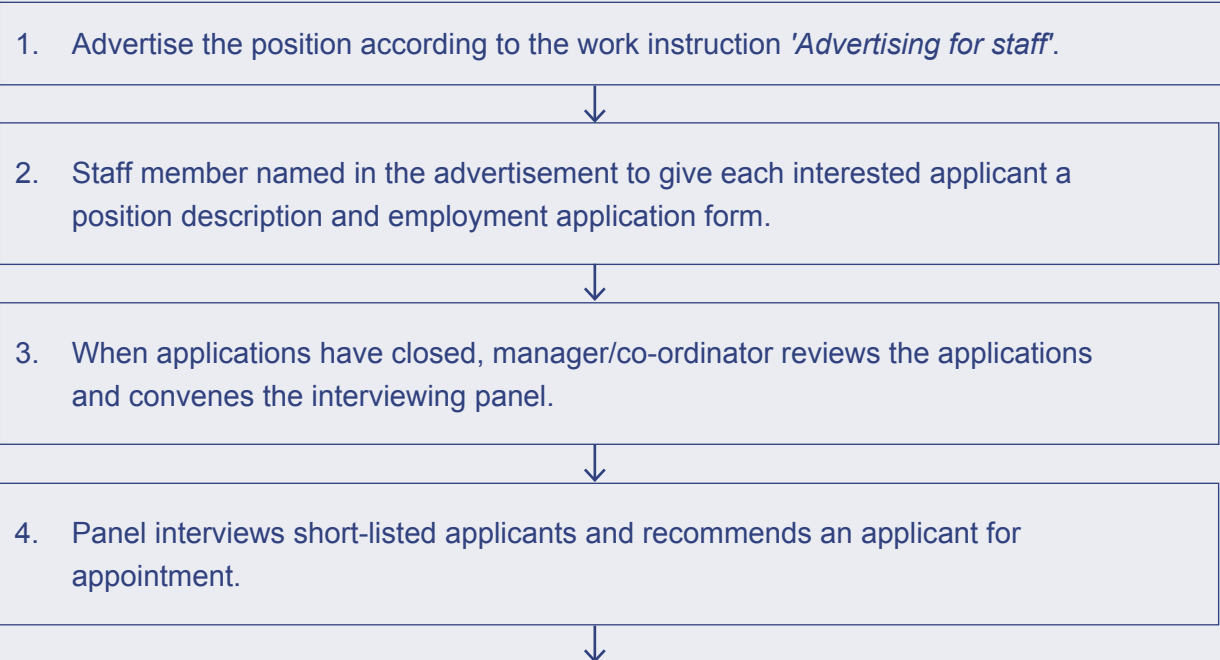 1. Advertise the position according to the work instruction 'Advertising for staff'.
2. Staff member named in the advertisement to give each interested applicant a
position description and employment application form.
3. When applications have closed, manager/co-ordinator reviews the applications
and convenes the interviewing panel.
4. Panel interviews short-listed applicants and recommends an applicant for
appointment.